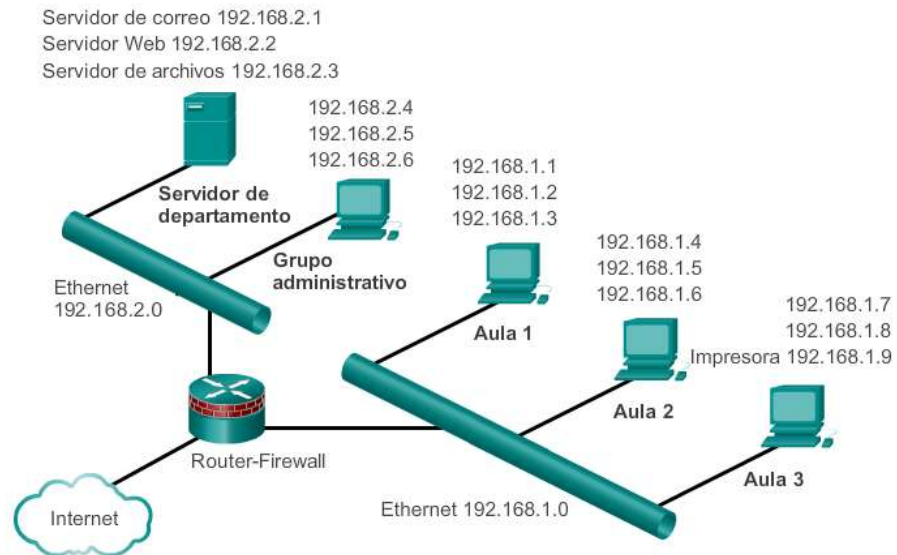 Servidor de correo 192.168.2.1
Servidor Web 192.168.2.2
Servidor de archivos 192.168.2.3
192.168.2.4
192.168.2.5
192.168.2.6
Servidor de
departamento
192.168.1.1
192.168.1.2
192.168.1.3
Grupo
administrativo
192.168.1.4
192.168.1.5
192.168.1.6
Ethernet
192.168.2.0
Aula 1
192.168.1.7
192.168.1.8
Impresora 192.168.1.9
Aula 2
Router-Firewall
Aula 3
Internet
Ethernet 192.168.1.0